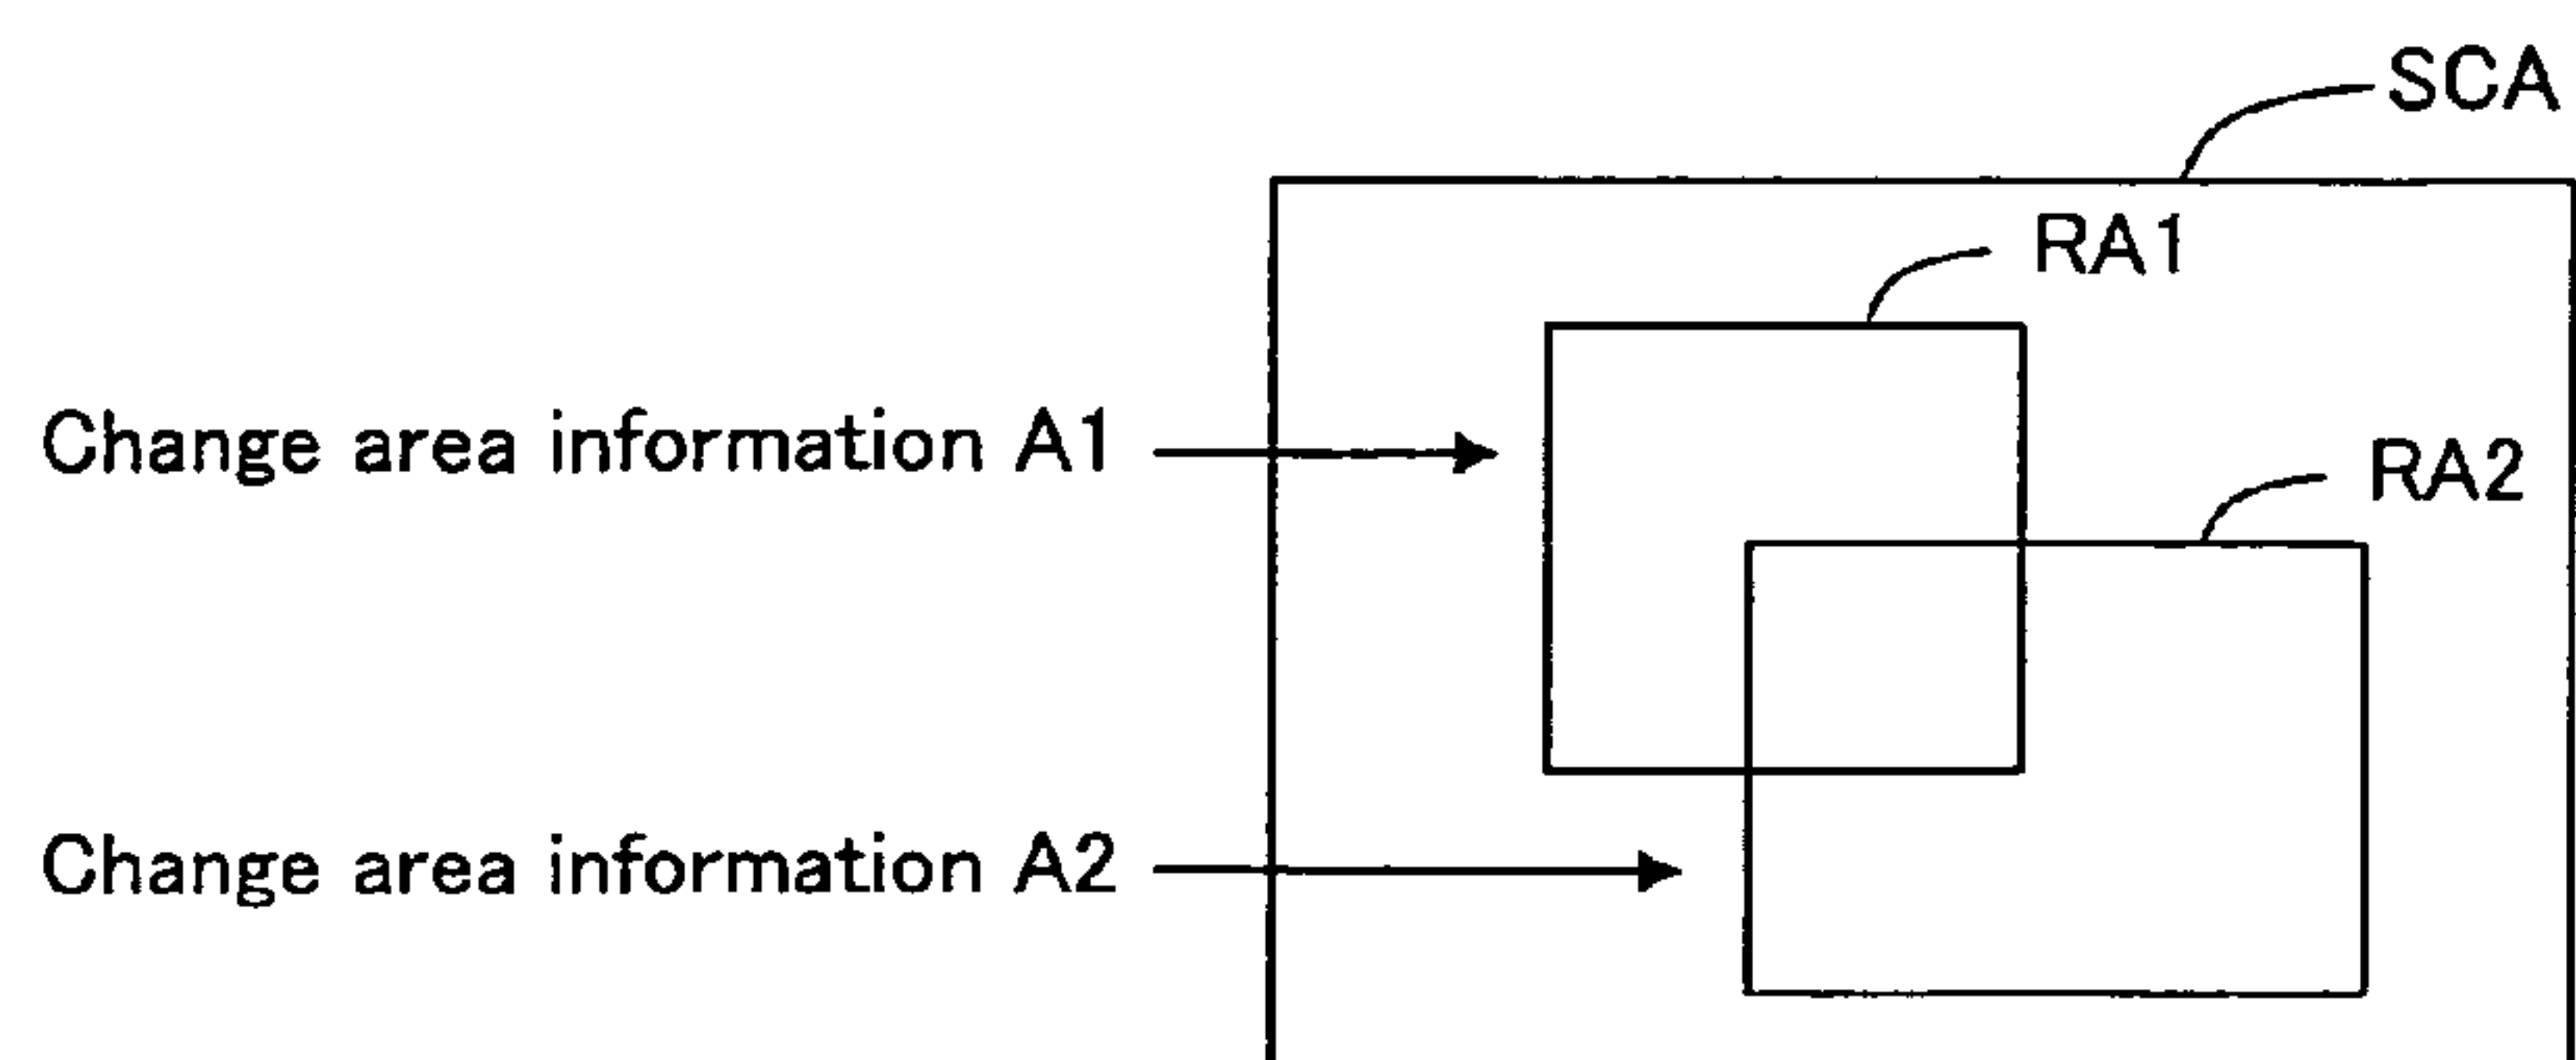 SCA
RA1
Change area information A1
RA2
Change area information A2